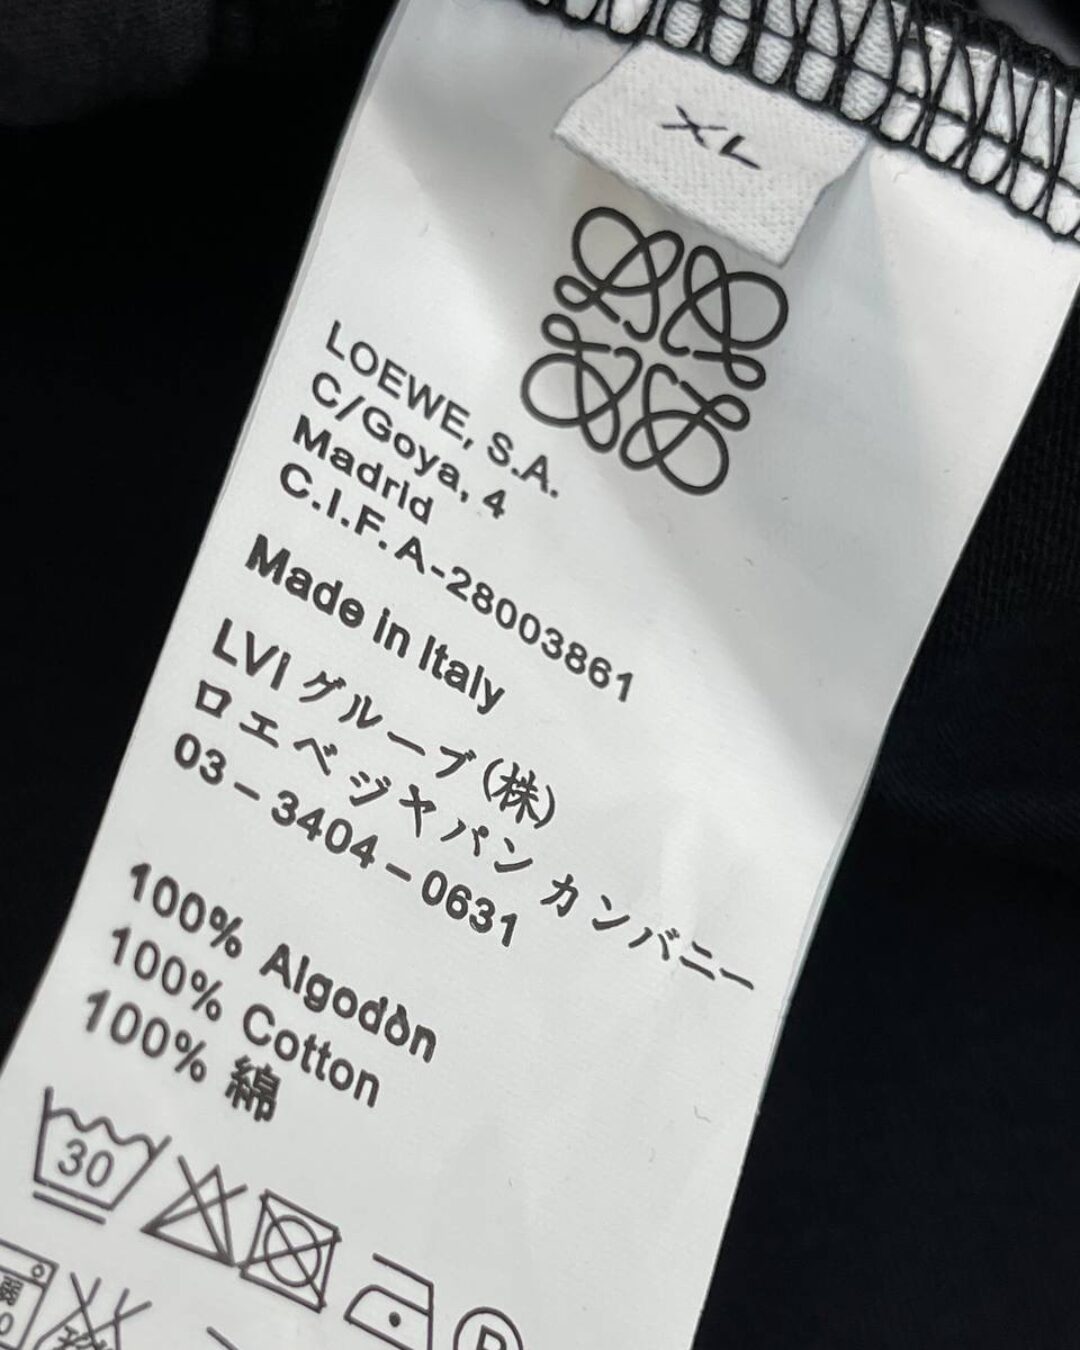 XL
LOEWE, S.A.
C/Goya, 4
Madrid
C.I.F. A-28003861
Made in Italy
LVI グループ (株)
ロエベジャパン カンバニー
03-3404-0631
100% Algodòn
100% Cotton
100% 綿
30
P